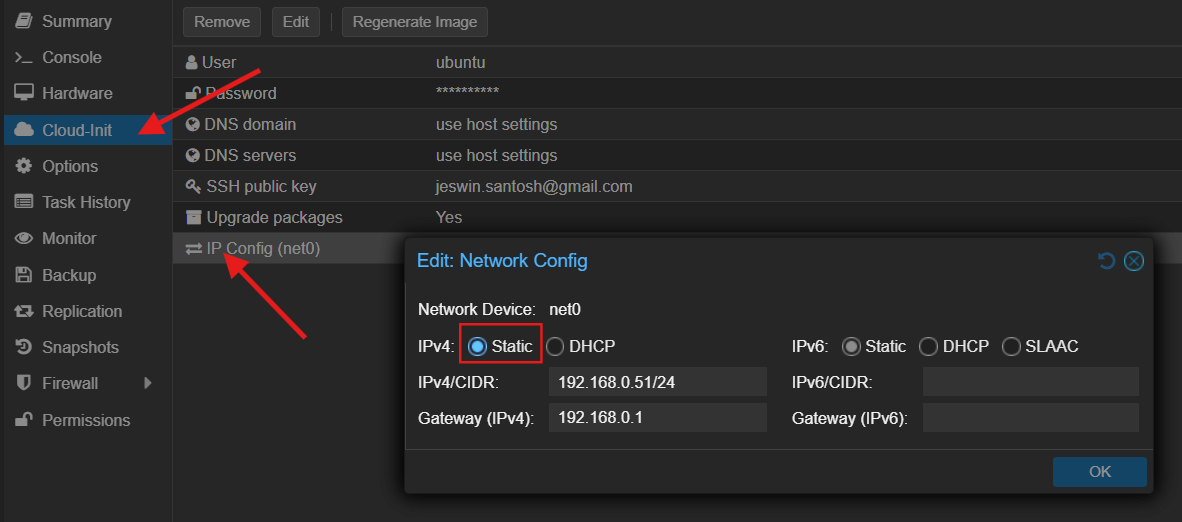 Summary
Console
Hardware
Cloud-Init
Options
Task History
Monitor
Backup
Replication
Snapshots
Firewall
Permissions
Remove Edit Regenerate Image
User ubuntu
Password **********
DNS domain use host settings
DNS servers use host settings
SSH public key jeswin.santosh@gmail.com
Upgrade packages Yes
IP Config (net0)
Edit: Network Config
Network Device: net0
IPv4: Static DHCP IPv6: Static DHCP SLAAC
IPv4/CIDR: 192.168.0.51/24 IPv6/CIDR:
Gateway (IPv4): 192.168.0.1 Gateway (IPv6):
OK